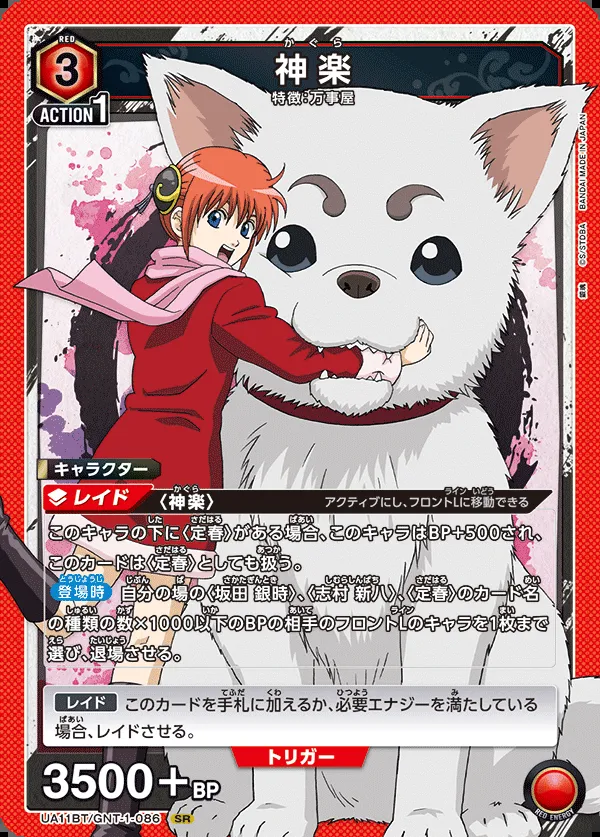 RED
3
ACTION 1
かぐら
神楽
特徴:万事屋
銀魂 ©S/STDBA BANDAI MADE IN JAPAN
キャラクター
レイド 〈神楽〉 アクティブにし、フロントLに移動できる
このキャラの下に〈定春〉がある場合、このキャラはBP+500され、
このカードは〈定春〉としても扱う。
登場時 自分の場の〈坂田 銀時〉、〈志村 新八〉、〈定春〉のカード名
の種類の数×1000以下のBPの相手のフロントLのキャラを1枚まで
選び、退場させる。
レイド このカードを手札に加えるか、必要エナジーを満たしている
場合、レイドさせる。
トリガー
3500+BP
UA11BT/GNT-1-086 SR
RED ENERGY